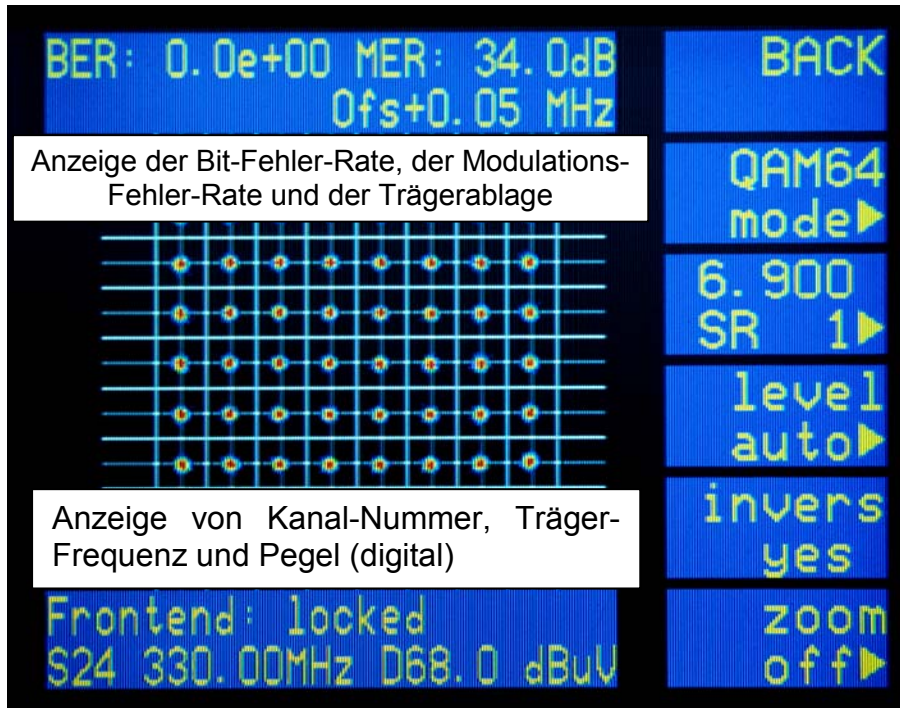 BER: 0.0e+00 MER: 34.0dB
Ofs+0.05 MHz
Anzeige der Bit-Fehler-Rate, der Modulations-
Fehler-Rate und der Trägerablage
Anzeige von Kanal-Nummer, Träger-
Frequenz und Pegel (digital)
Frontend: locked
S24 330.00MHz D68.0 dBuV
BACK
QAM64
mode▶
6.900
SR 1▶
level
auto▶
invers
yes
zoom
off▶